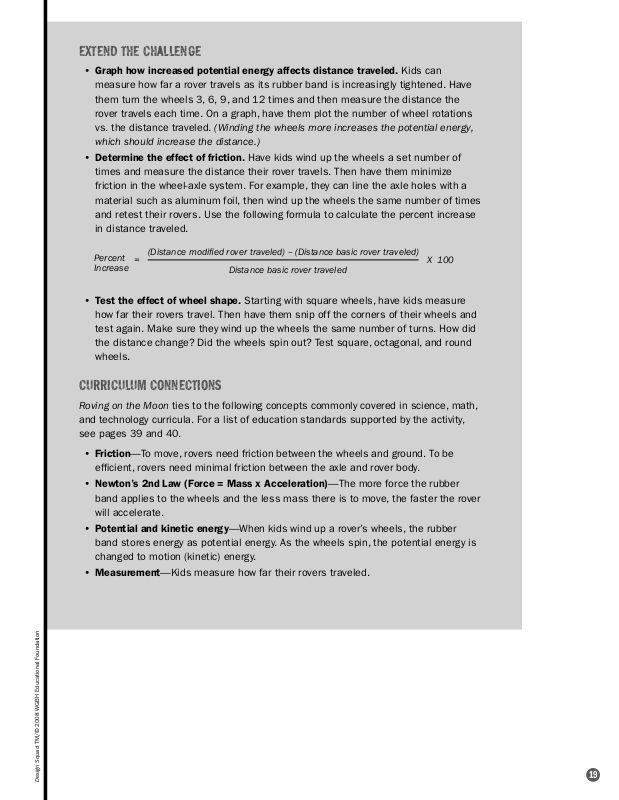 EXTEND THE CHALLENGE
• Graph how increased potential energy affects distance traveled. Kids can
measure how far a rover travels as its rubber band is increasingly tightened. Have
them turn the wheels 3, 6, 9, and 12 times and then measure the distance the
rover travels each time. On a graph, have them plot the number of wheel rotations
vs. the distance traveled. (Winding the wheels more increases the potential energy,
which should increase the distance.)
• Determine the effect of friction. Have kids wind up the wheels a set number of
times and measure the distance their rover travels. Then have them minimize
friction in the wheel-axle system. For example, they can line the axle holes with a
material such as aluminum foil, then wind up the wheels the same number of times
and retest their rovers. Use the following formula to calculate the percent increase
in distance traveled.
Percent
Increase
=
(Distance modified rover traveled) – (Distance basic rover traveled)
Distance basic rover traveled
X 100
• Test the effect of wheel shape. Starting with square wheels, have kids measure
how far their rovers travel. Then have them snip off the corners of their wheels and
test again. Make sure they wind up the wheels the same number of turns. How did
the distance change? Did the wheels spin out? Test square, octagonal, and round
wheels.
CURRICULUM CONNECTIONS
Roving on the Moon ties to the following concepts commonly covered in science, math,
and technology curricula. For a list of education standards supported by the activity,
see pages 39 and 40.
• Friction—To move, rovers need friction between the wheels and ground. To be
efficient, rovers need minimal friction between the axle and rover body.
• Newton's 2nd Law (Force = Mass x Acceleration)—The more force the rubber
band applies to the wheels and the less mass there is to move, the faster the rover
will accelerate.
• Potential and kinetic energy—When kids wind up a rover's wheels, the rubber
band stores energy as potential energy. As the wheels spin, the potential energy is
changed to motion (kinetic) energy.
• Measurement—Kids measure how far their rovers traveled.
Design Squad TM/© 2008 WGBH Educational Foundation
19